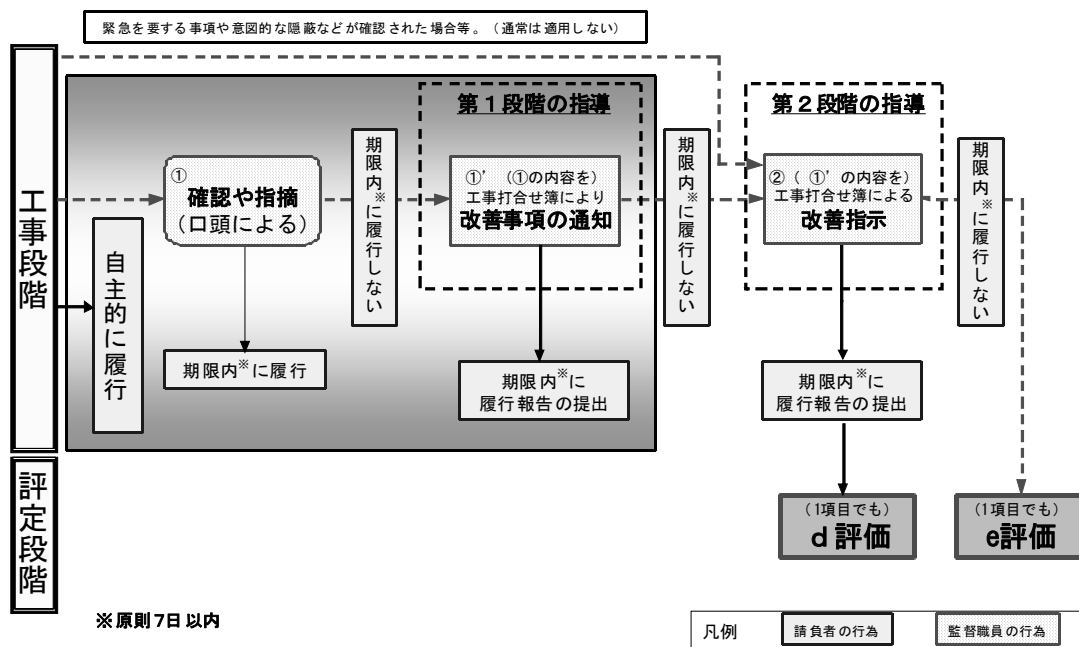 緊急を要する事項や意図的な隠蔽などが確認された場合等。（通常は適用しない）
工事段階
自主的に履行
①
確認や指摘
（口頭による）
期限内※に履行
期限内※に履行しない
第１段階の指導
①’（①の内容を）
工事打合せ簿により
改善事項の通知
期限内※に
履行報告の提出
期限内※に履行しない
第２段階の指導
②（①’の内容を）
工事打合せ簿による
改善指示
期限内※に
履行報告の提出
期限内※に履行しない
評定段階
（1項目でも）
ｄ評価
（1項目でも）
e評価
※原則7日以内
凡例
請負者の行為
監督職員の行為